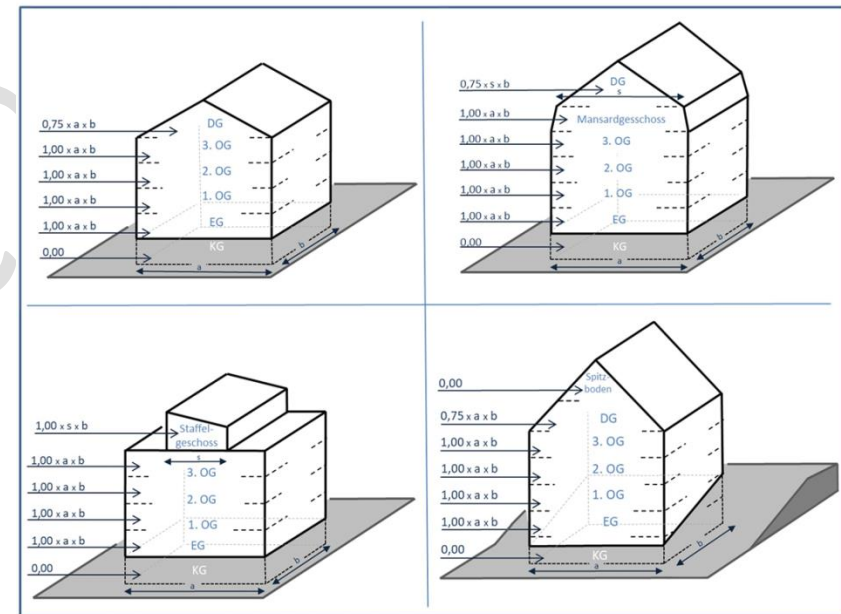 0,75 x a x b
DG
1,00 x a x b
3. OG
1,00 x a x b
2. OG
1,00 x a x b
1. OG
1,00 x a x b
EG
0,00
KG
a
b
0,75 x s x b
DG
s
1,00 x a x b
Mansardgesschoss
1,00 x a x b
3. OG
1,00 x a x b
2. OG
1,00 x a x b
1. OG
1,00 x a x b
EG
0,00
KG
a
b
1,00 x s x b
Staffel-
geschoss
s
1,00 x a x b
3. OG
1,00 x a x b
2. OG
1,00 x a x b
1. OG
1,00 x a x b
EG
0,00
KG
a
b
0,00
Spitz-
boden
0,75 x a x b
DG
1,00 x a x b
3. OG
1,00 x a x b
2. OG
1,00 x a x b
1. OG
1,00 x a x b
EG
0,00
KG
a
b